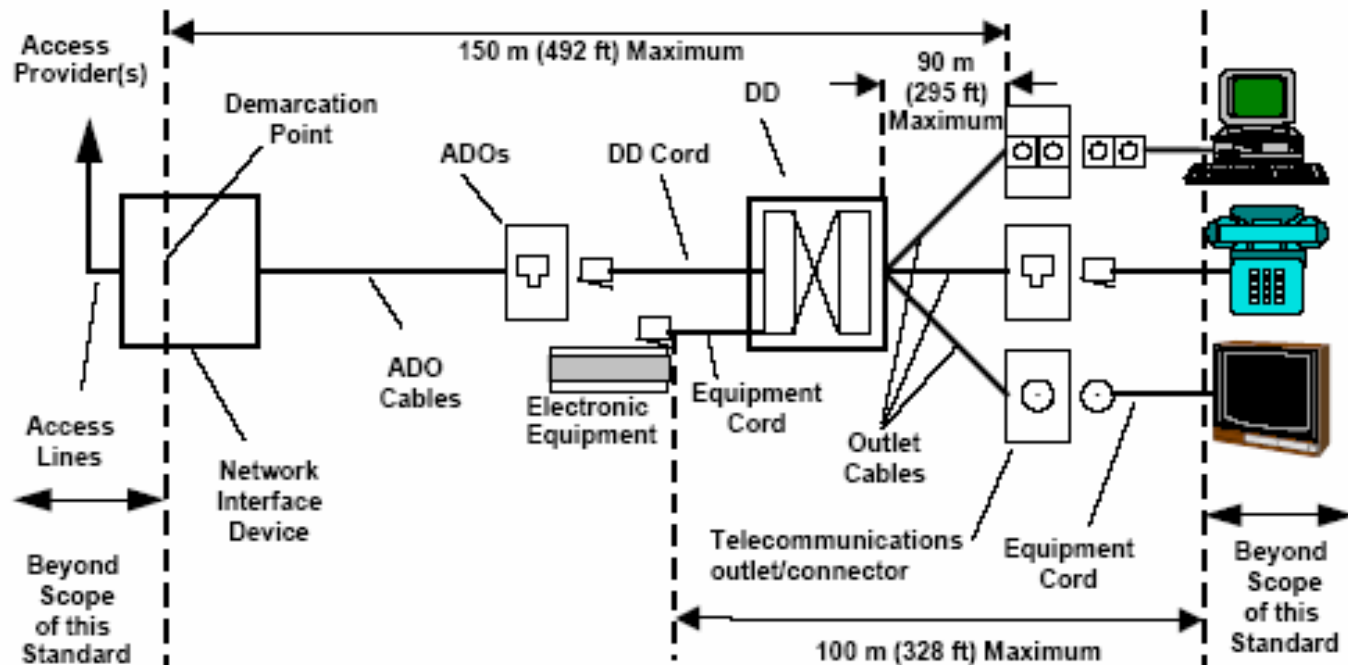 Access
Provider(s)
150 m (492 ft) Maximum
90 m
(295 ft)
Maximum
Demarcation
Point
ADOs
DD Cord
DD
ADO
Cables
Electronic
Equipment
Equipment
Cord
Outlet
Cables
Access
Lines
Network
Interface
Device
Telecommunications
outlet/connector
Equipment
Cord
Beyond
Scope
of this
Standard
Beyond
Scope
of this
Standard
100 m (328 ft) Maximum